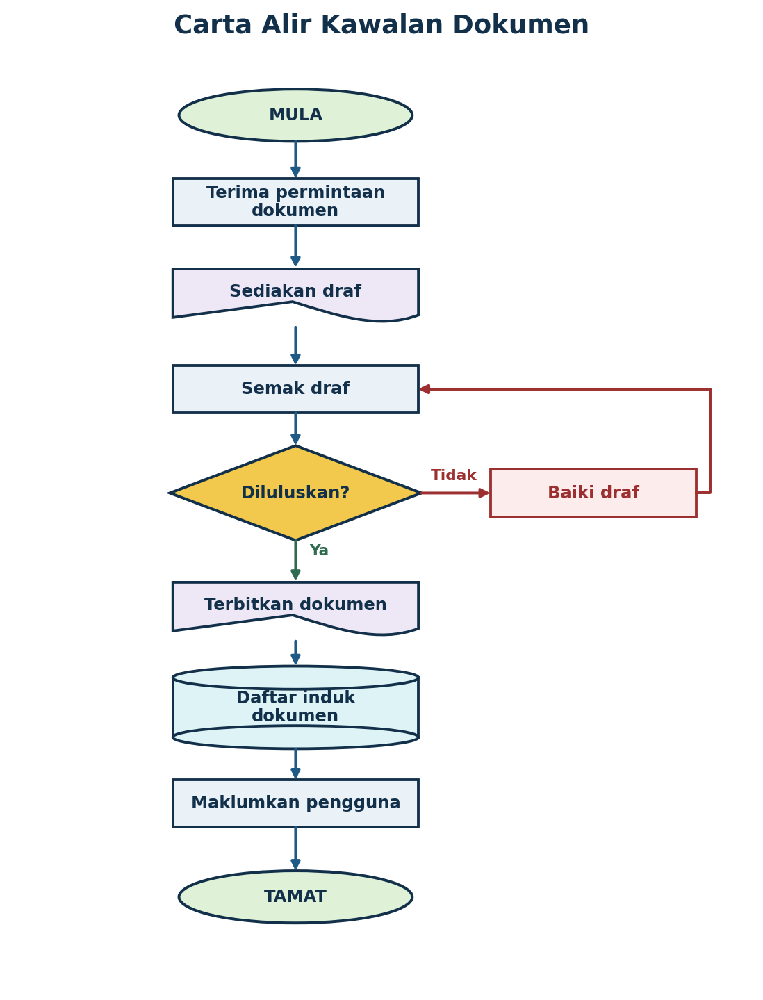 Carta Alir Kawalan Dokumen
MULA
Terima permintaan
dokumen
Sediakan draf
Semak draf
Diluluskan?
Tidak
Baiki draf
Ya
Terbitkan dokumen
Daftar induk
dokumen
Maklumkan pengguna
TAMAT